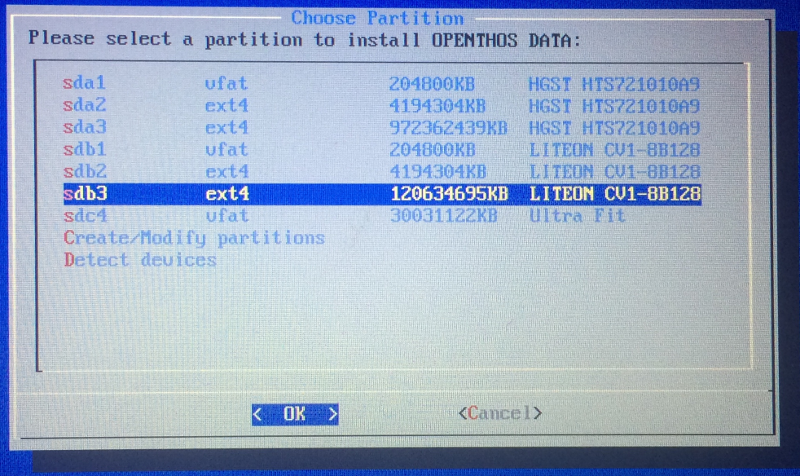 Choose Partition
Please select a partition to install OPENTHOS DATA:
sda1 vfat 204800KB HGST HTS721010A9
sda2 ext4 4194304KB HGST HTS721010A9
sda3 ext4 972362439KB HGST HTS721010A9
sdb1 vfat 204800KB LITEON CV1-8B128
sdb2 ext4 4194304KB LITEON CV1-8B128
sdb3 ext4 120634695KB LITEON CV1-8B128
sdc4 vfat 30031122KB Ultra Fit
Create/Modify partitions
Detect devices
< OK > <Cancel>